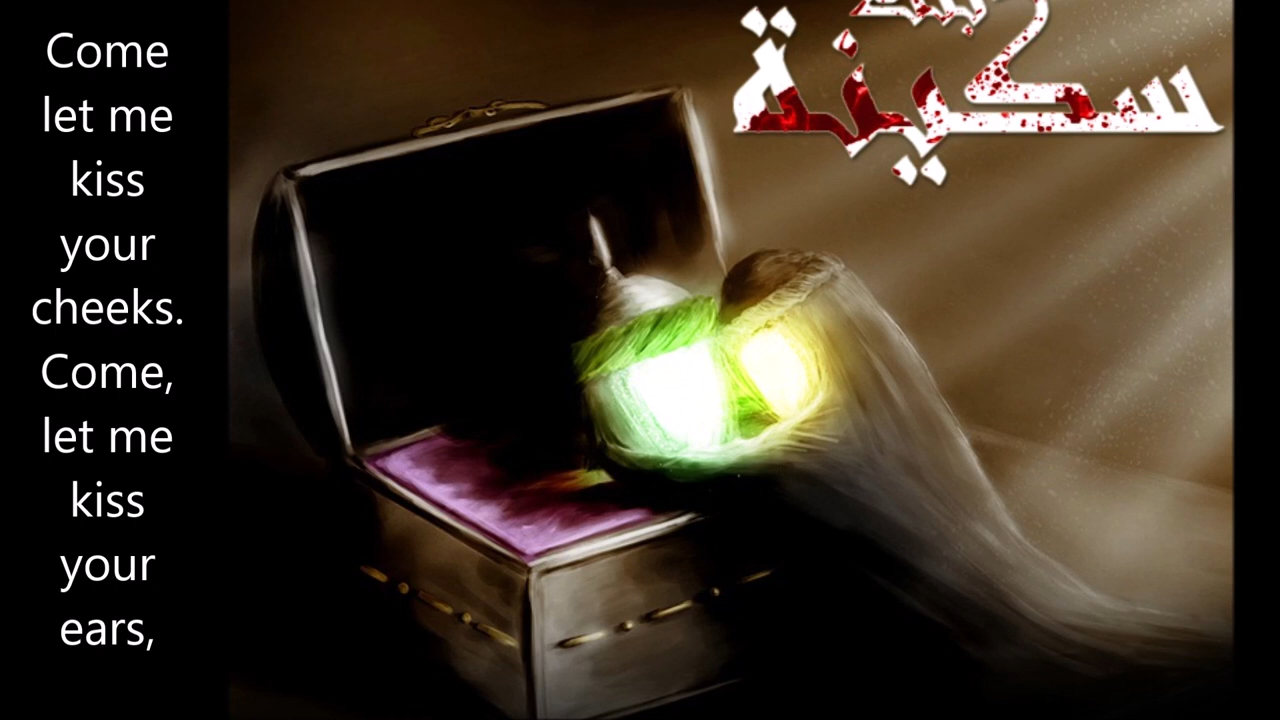 Come
let me
kiss
your
cheeks.
Come,
let me
kiss
your
ears,
سكينة